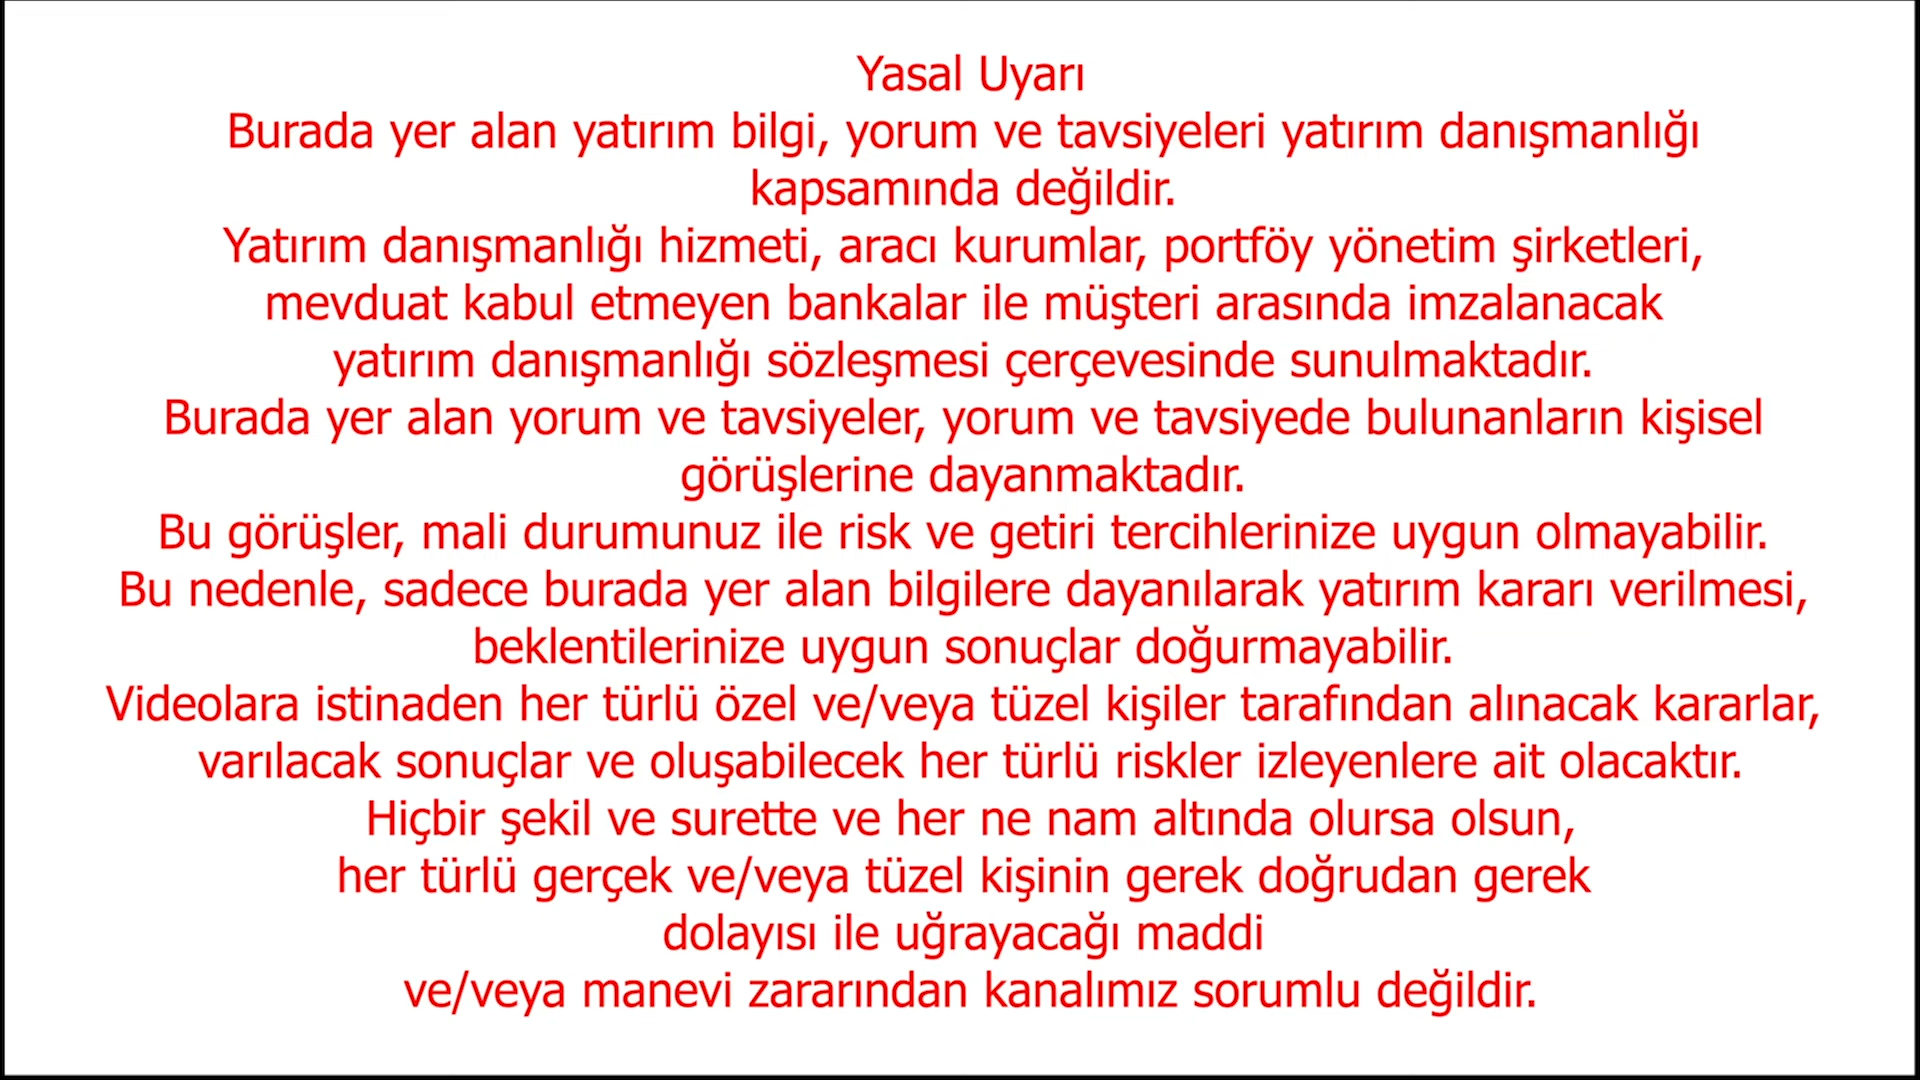 Yasal Uyarı
Burada yer alan yatırım bilgi, yorum ve tavsiyeleri yatırım danışmanlığı
kapsamında değildir.
Yatırım danışmanlığı hizmeti, aracı kurumlar, portföy yönetim şirketleri,
mevduat kabul etmeyen bankalar ile müşteri arasında imzalanacak
yatırım danışmanlığı sözleşmesi çerçevesinde sunulmaktadır.
Burada yer alan yorum ve tavsiyeler, yorum ve tavsiyede bulunanların kişisel
görüşlerine dayanmaktadır.
Bu görüşler, mali durumunuz ile risk ve getiri tercihlerinize uygun olmayabilir.
Bu nedenle, sadece burada yer alan bilgilere dayanılarak yatırım kararı verilmesi,
beklentilerinize uygun sonuçlar doğurmayabilir.
Videolara istinaden her türlü özel ve/veya tüzel kişiler tarafından alınacak kararlar,
varılacak sonuçlar ve oluşabilecek her türlü riskler izleyenlere ait olacaktır.
Hiçbir şekil ve surette ve her ne nam altında olursa olsun,
her türlü gerçek ve/veya tüzel kişinin gerek doğrudan gerek
dolayısı ile uğrayacağı maddi
ve/veya manevi zararından kanalımız sorumlu değildir.